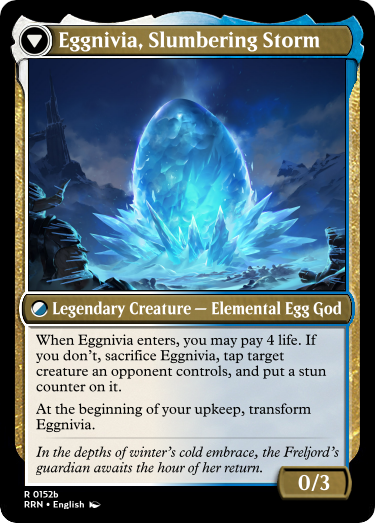 Eggnivia, Slumbering Storm
Legendary Creature — Elemental Egg God
When Eggnivia enters, you may pay 4 life. If
you don't, sacrifice Eggnivia, tap target
creature an opponent controls, and put a stun
counter on it.
At the beginning of your upkeep, transform
Eggnivia.
In the depths of winter's cold embrace, the Freljord's
guardian awaits the hour of her return.
0/3
R 0152b
RRN • English